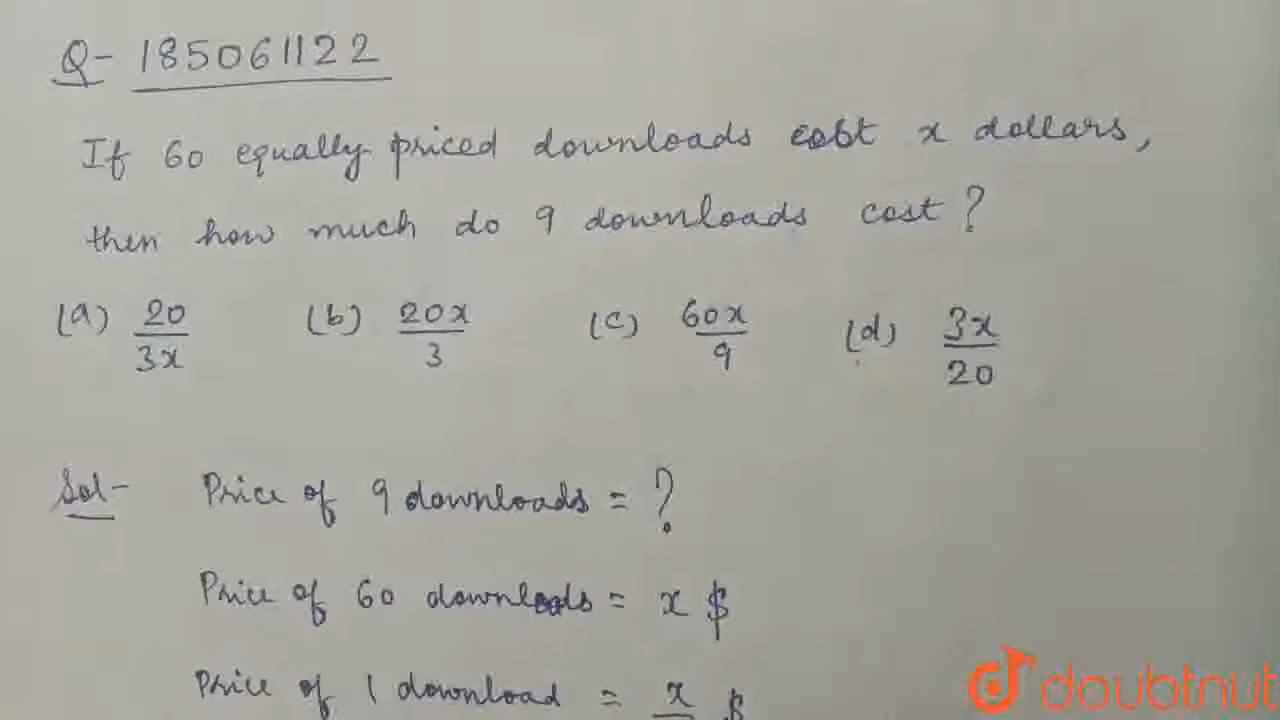 Q- 185061122
If 60 equally priced downloads cost x dollars,
then how much do 9 downloads cost?
(a) 20/3x (b) 20x/3 (c) 60x/9 (d) 3x/20
Sol- Price of 9 downloads = ?
Price of 60 downloads = x $
Price of 1 download = x $
doubtnut